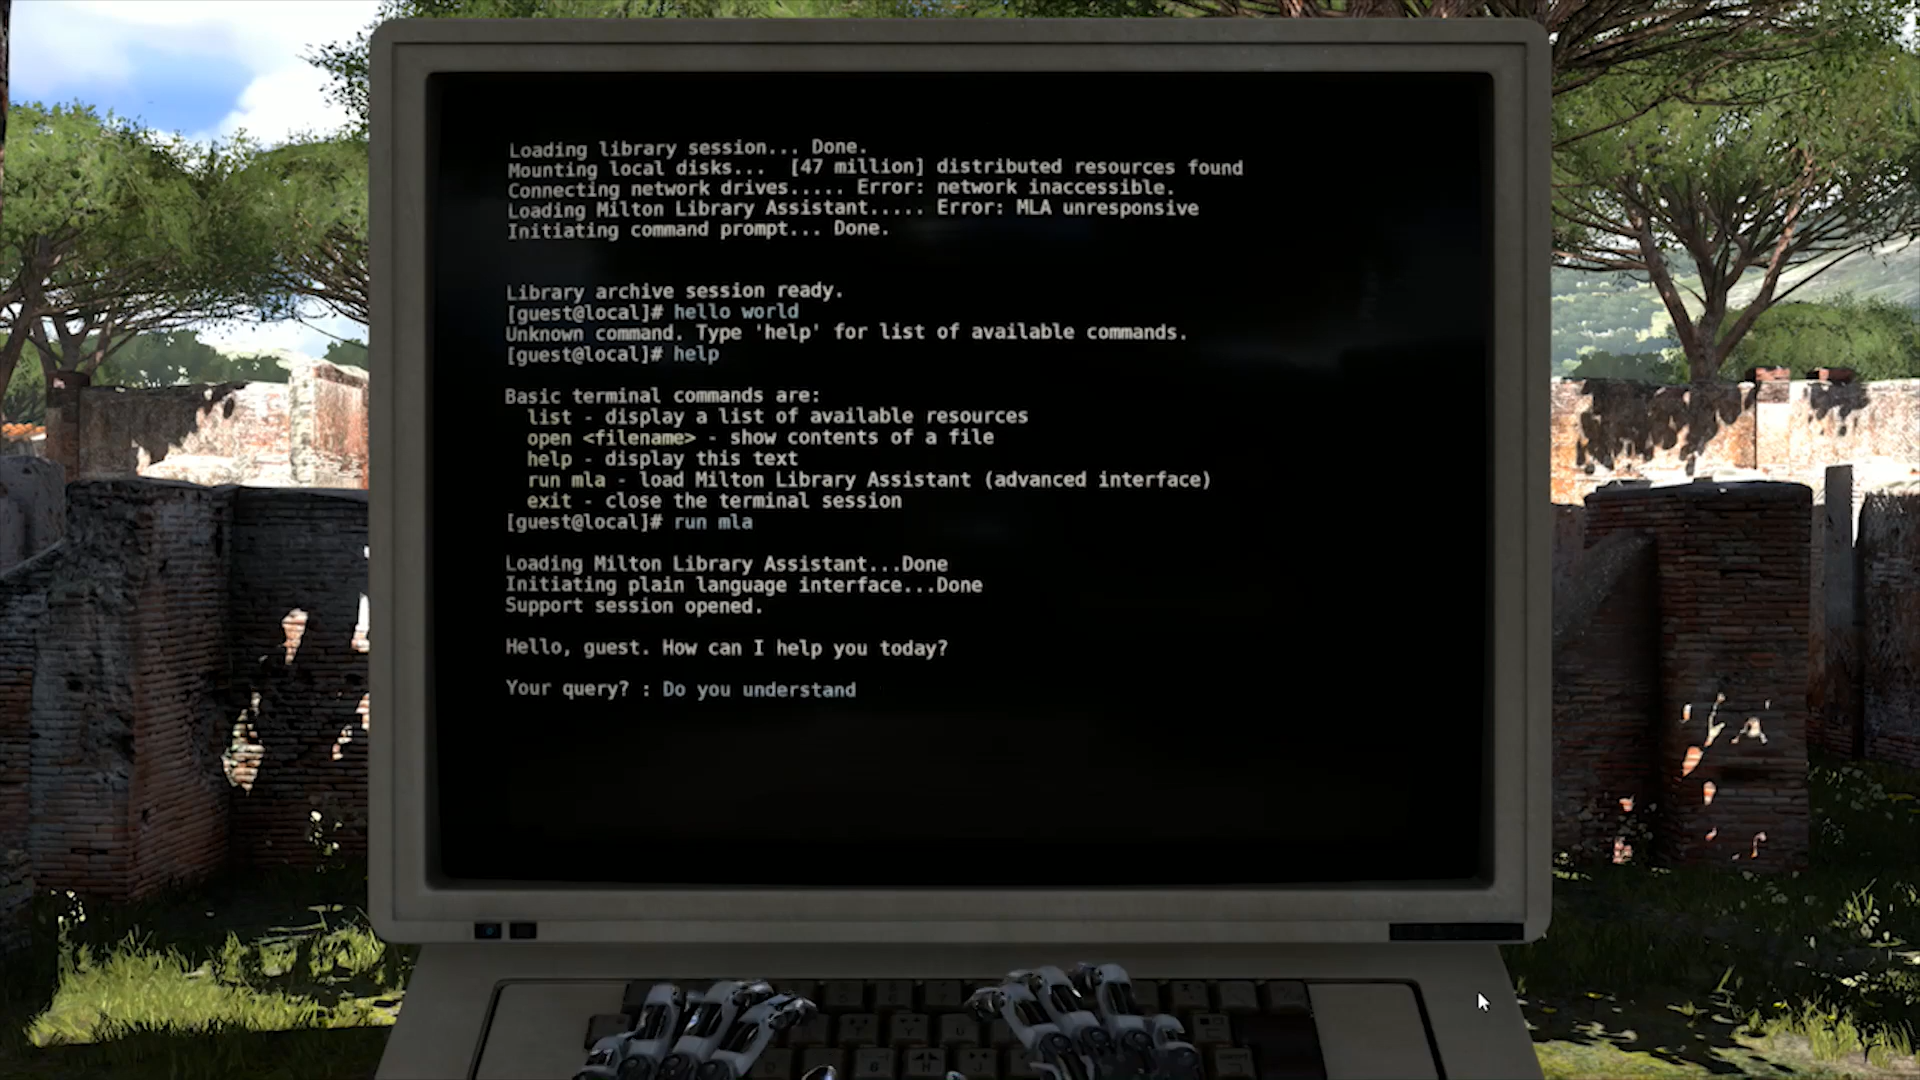 Loading library session... Done.
Mounting local disks...  [47 million] distributed resources found
Connecting network drives..... Error: network inaccessible.
Loading Milton Library Assistant..... Error: MLA unresponsive
Initiating command prompt... Done.
Library archive session ready.
[guest@local]# hello world
Unknown command. Type 'help' for list of available commands.
[guest@local]# help
Basic terminal commands are:
list - display a list of available resources
open <filename> - show contents of a file
help - display this text
run mla - load Milton Library Assistant (advanced interface)
exit - close the terminal session
[guest@local]# run mla
Loading Milton Library Assistant...Done
Initiating plain language interface...Done
Support session opened.
Hello, guest. How can I help you today?
Your query? : Do you understand